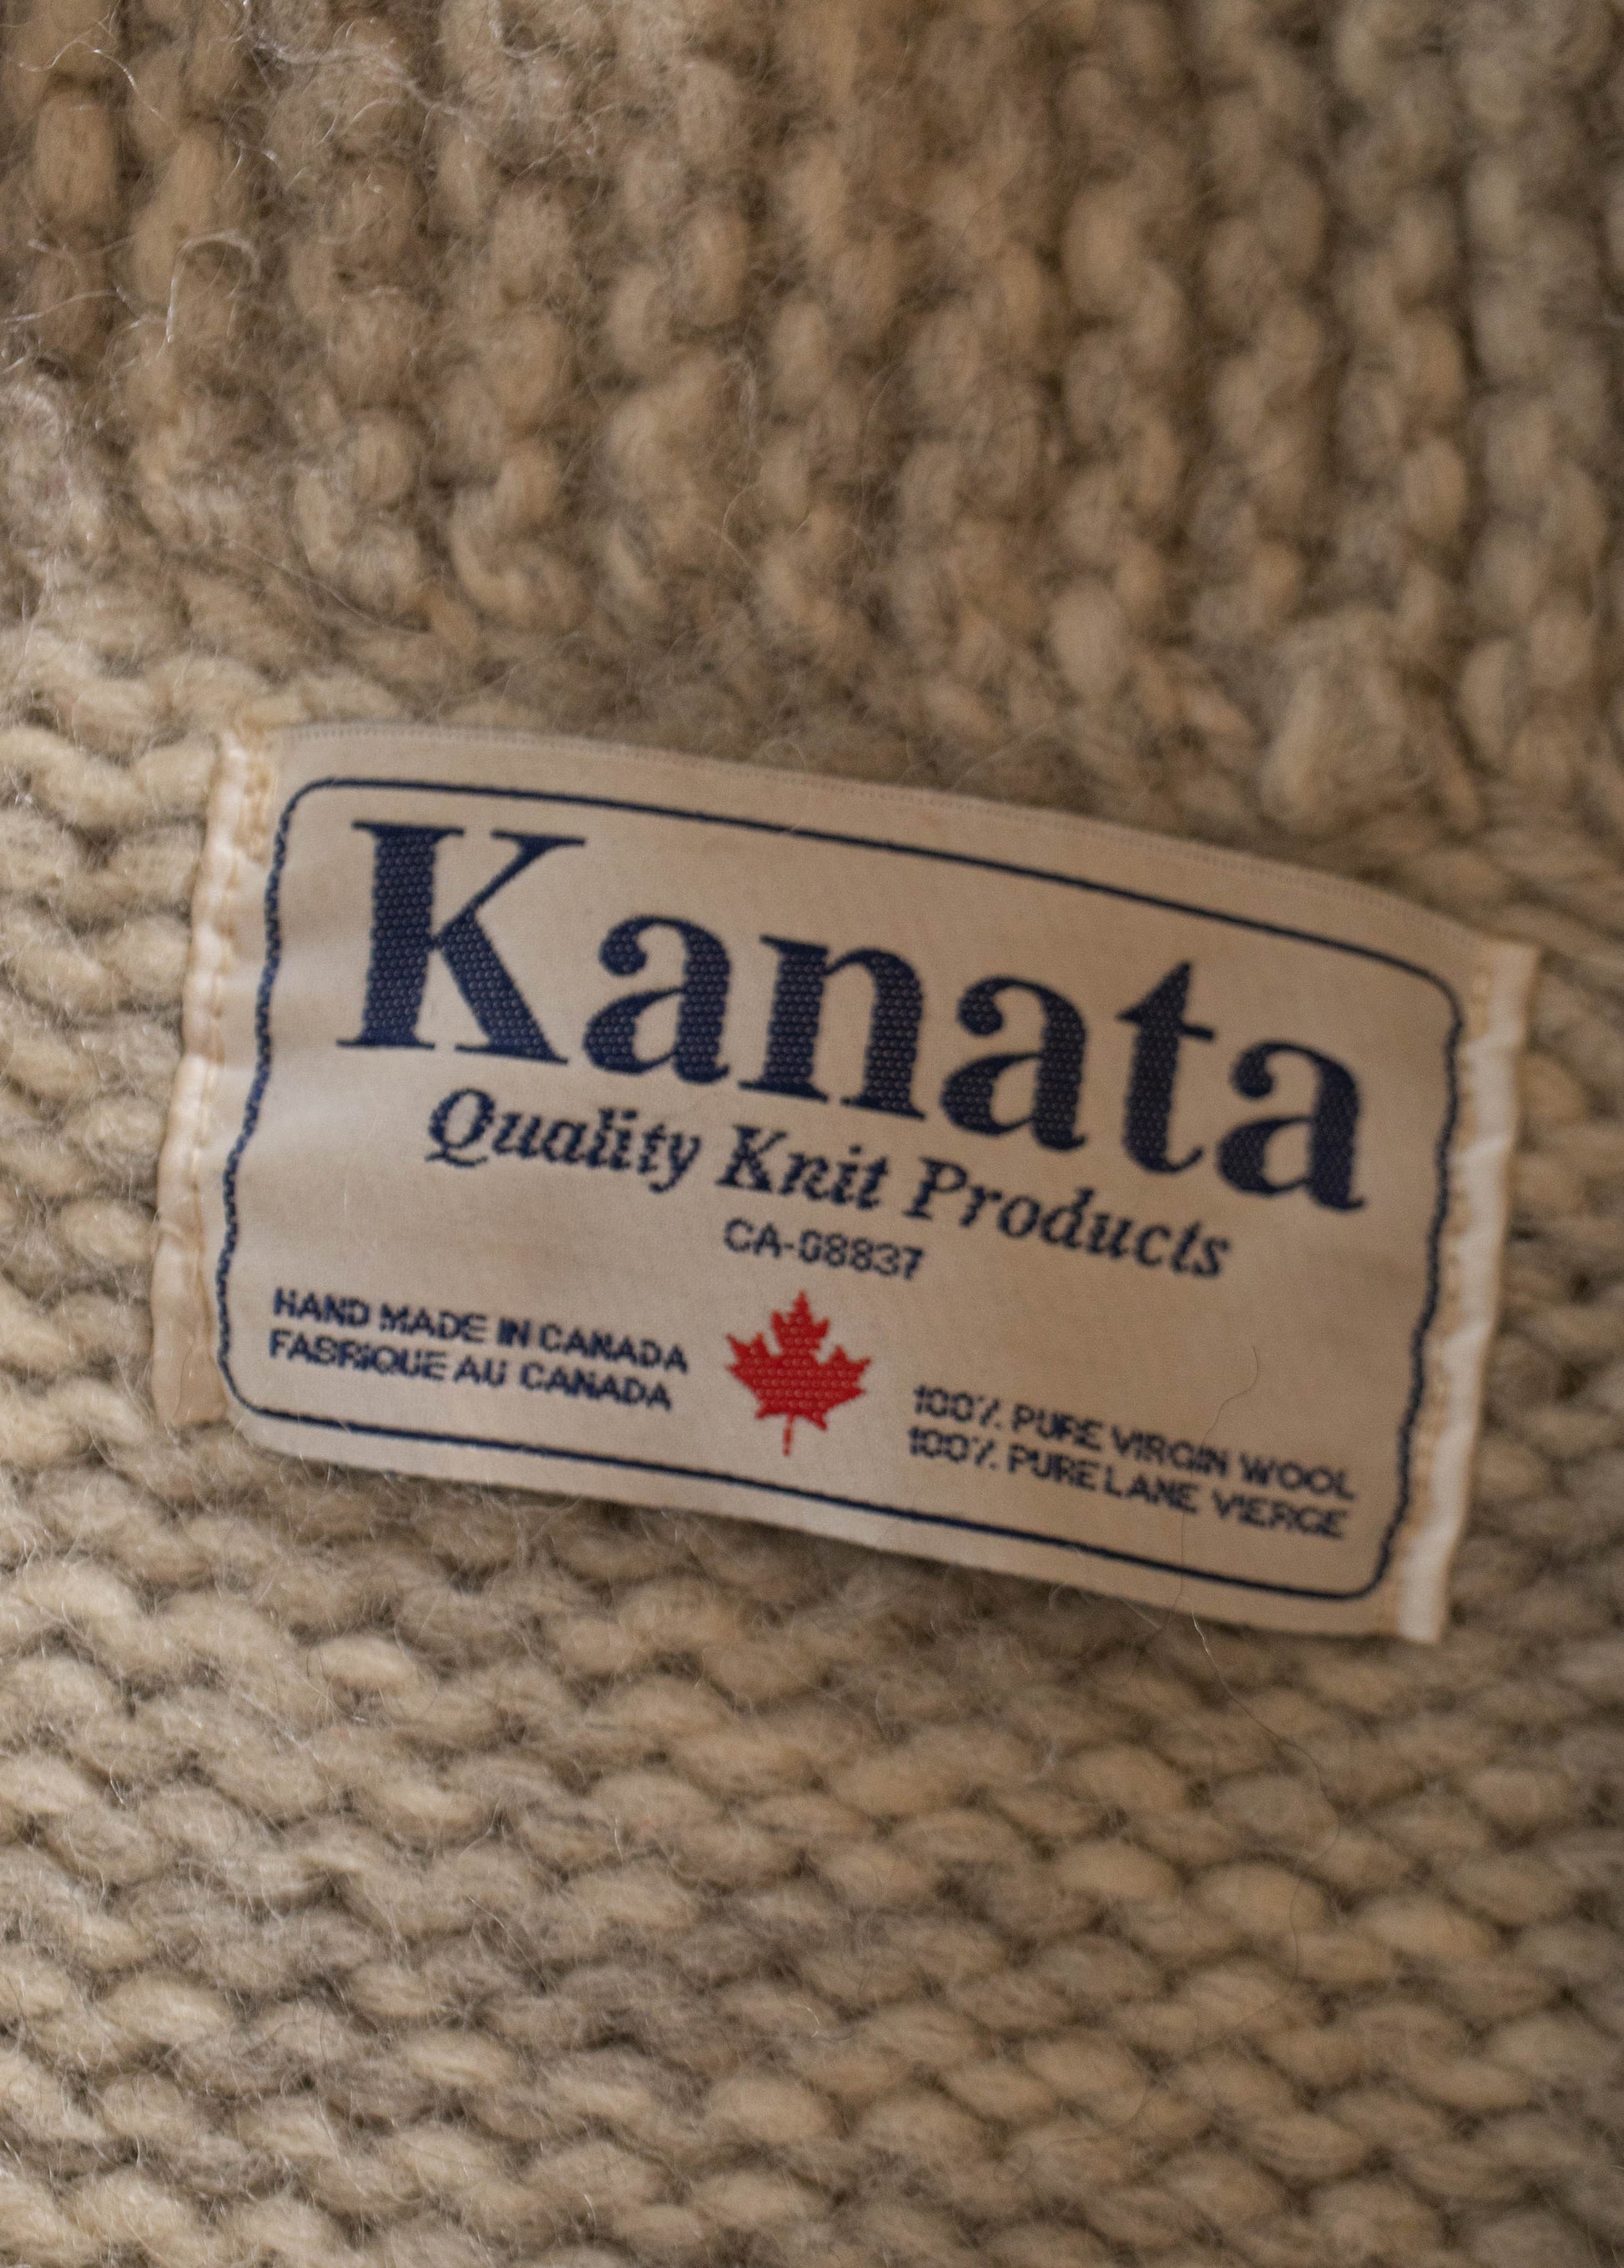 Kanata
Quality Knit Products
CA-08837
HAND MADE IN CANADA
FABRIQUE AU CANADA
100% PURE VIRGIN WOOL
100% PURE LANE VIERGE